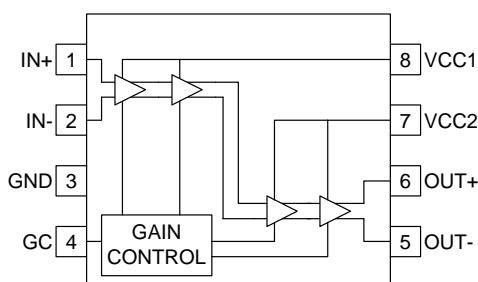 IN+ 1
8 VCC1
IN- 2
7 VCC2
GND 3
6 OUT+
GC 4
GAIN
CONTROL
5 OUT-